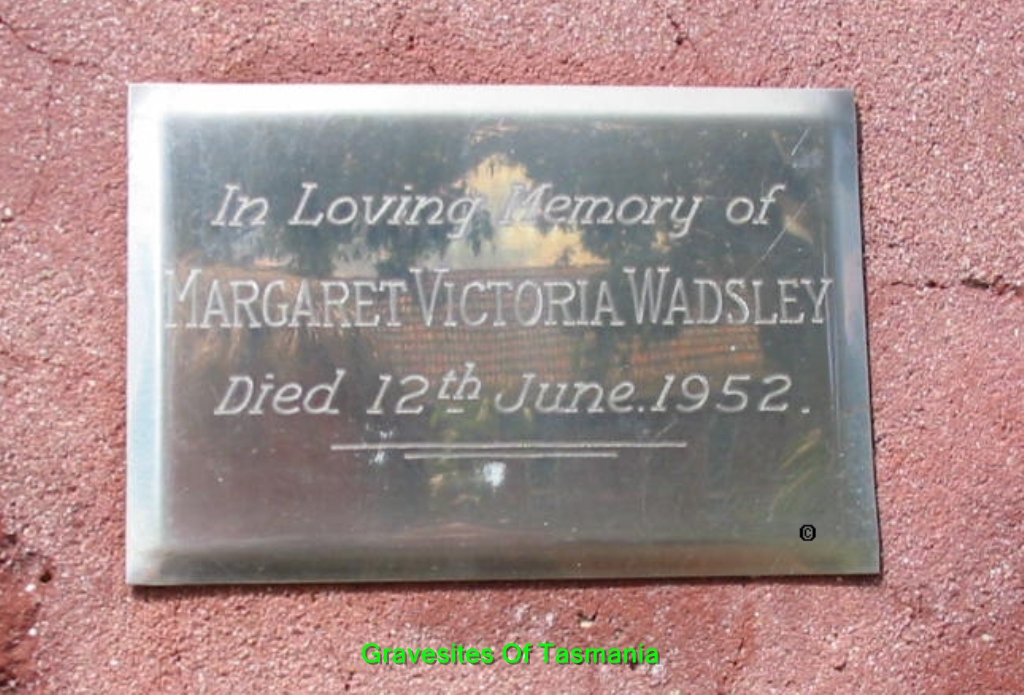 In Loving Memory of
MARGARET VICTORIA WADSLEY
Died 12th June.1952.
©
Gravesites Of Tasmania